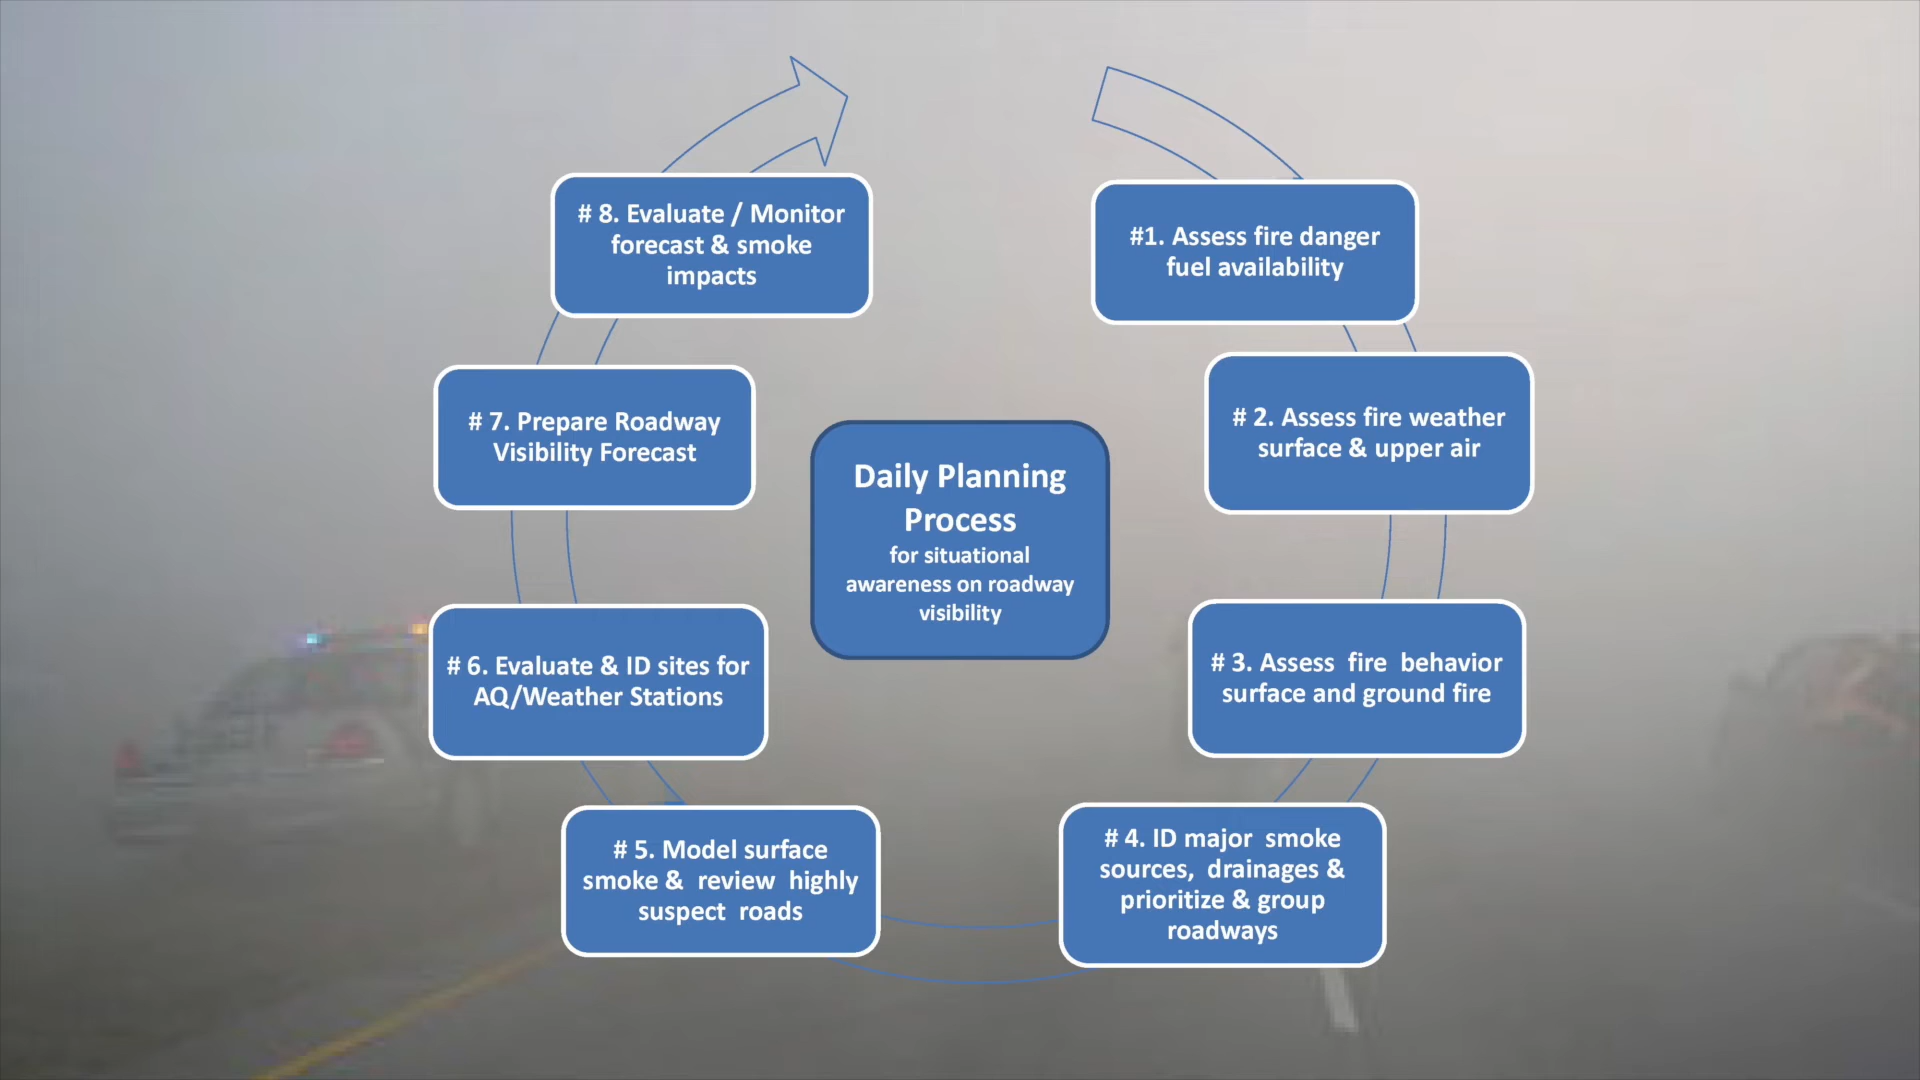 #1. Assess fire danger
fuel availability
# 2. Assess fire weather
surface & upper air
# 3. Assess fire behavior
surface and ground fire
# 4. ID major smoke
sources, drainages &
prioritize & group
roadways
# 5. Model surface
smoke & review highly
suspect roads
# 6. Evaluate & ID sites for
AQ/Weather Stations
# 7. Prepare Roadway
Visibility Forecast
# 8. Evaluate / Monitor
forecast & smoke
impacts
Daily Planning
Process
for situational
awareness on roadway
visibility